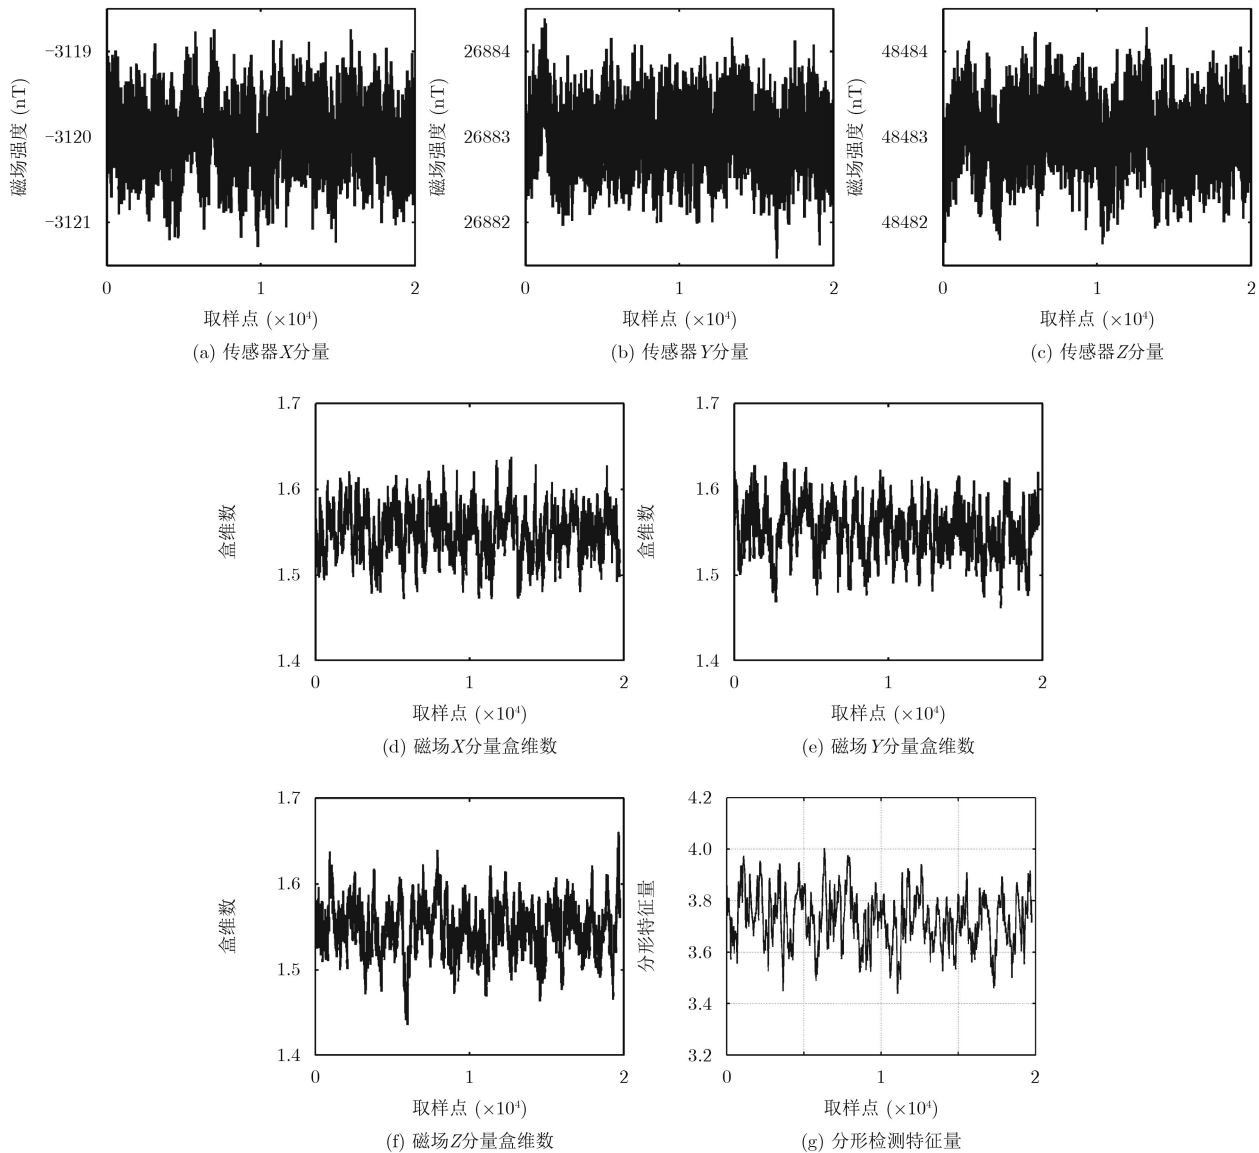 磁场强度 (nT)
−3119
−3120
−3121
0 1 2
取样点 (×10⁴)
(a) 传感器X分量
磁场强度 (nT)
26884
26883
26882
0 1 2
取样点 (×10⁴)
(b) 传感器Y分量
磁场强度 (nT)
48484
48483
48482
0 1 2
取样点 (×10⁴)
(c) 传感器Z分量
盒维数
1.7
1.6
1.5
1.4
0 1 2
取样点 (×10⁴)
(d) 磁场X分量盒维数
盒维数
1.7
1.6
1.5
1.4
0 1 2
取样点 (×10⁴)
(e) 磁场Y分量盒维数
盒维数
1.7
1.6
1.5
1.4
0 1 2
取样点 (×10⁴)
(f) 磁场Z分量盒维数
分形特征量
4.2
4.0
3.8
3.6
3.4
3.2
0 1 2
取样点 (×10⁴)
(g) 分形检测特征量